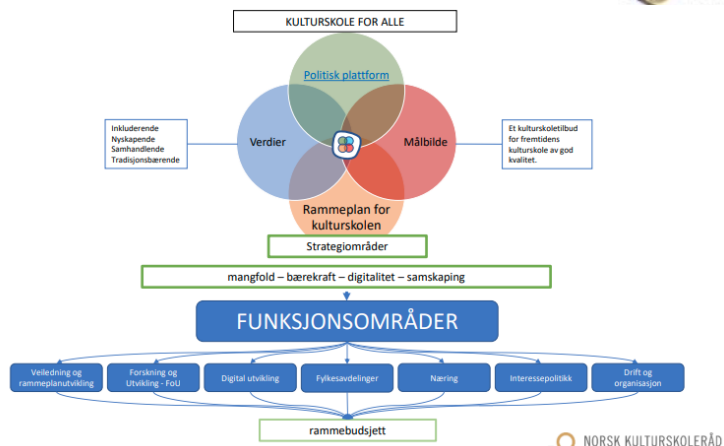 KULTURSKOLE FOR ALLE
Politisk plattform
Inkluderende
Nyskapende
Samhandlende
Tradisjonsbærende
Verdier
Målbilde
Et kulturskoletilbud
for fremtidens
kulturskole av god
kvalitet.
Rammeplan for
kulturskolen
Strategiområder
mangfold – bærekraft – digitalitet – samskaping
FUNKSJONSOMRÅDER
Veiledning og
rammeplanutvikling
Forskning og
Utvikling - FoU
Digital utvikling
Fylkesavdelinger
Næring
Interessepolitikk
Drift og
organisasjon
rammebudsjett
NORSK KULTURSKOLERÅD